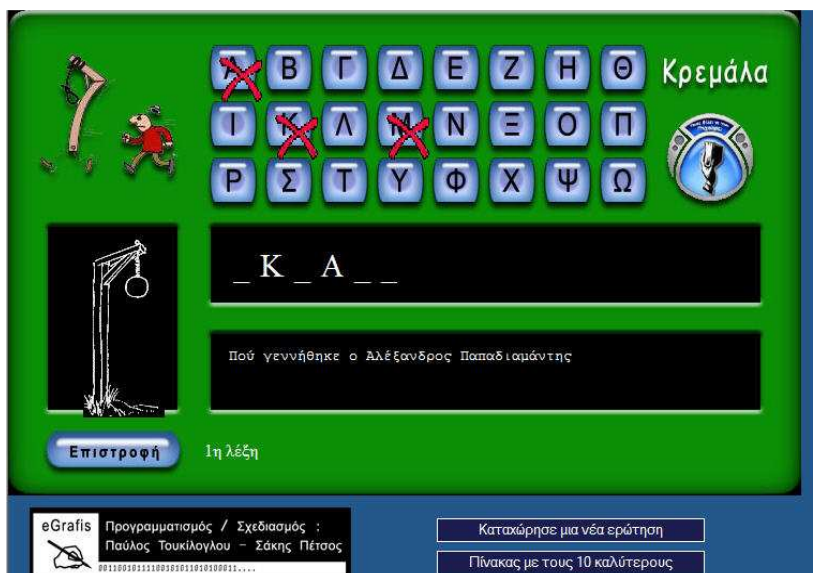 Α Β Γ Δ Ε Ζ Η Θ
Κρεμάλα
Ι Κ Λ Μ Ν Ξ Ο Π
Ρ Σ Τ Υ Φ Χ Ψ Ω
_ Κ _ Α _ _
Πού γεννήθηκε ο Αλέξανδρος Παπαδιαμάντης
Επιστροφή
1η λέξη
eGrafis
Προγραμματισμός / Σχεδιασμός :
Παύλος Τουκίλογλου - Σάκης Πέτσος
Καταχώρησε μια νέα ερώτηση
Πίνακας με τους 10 καλύτερους